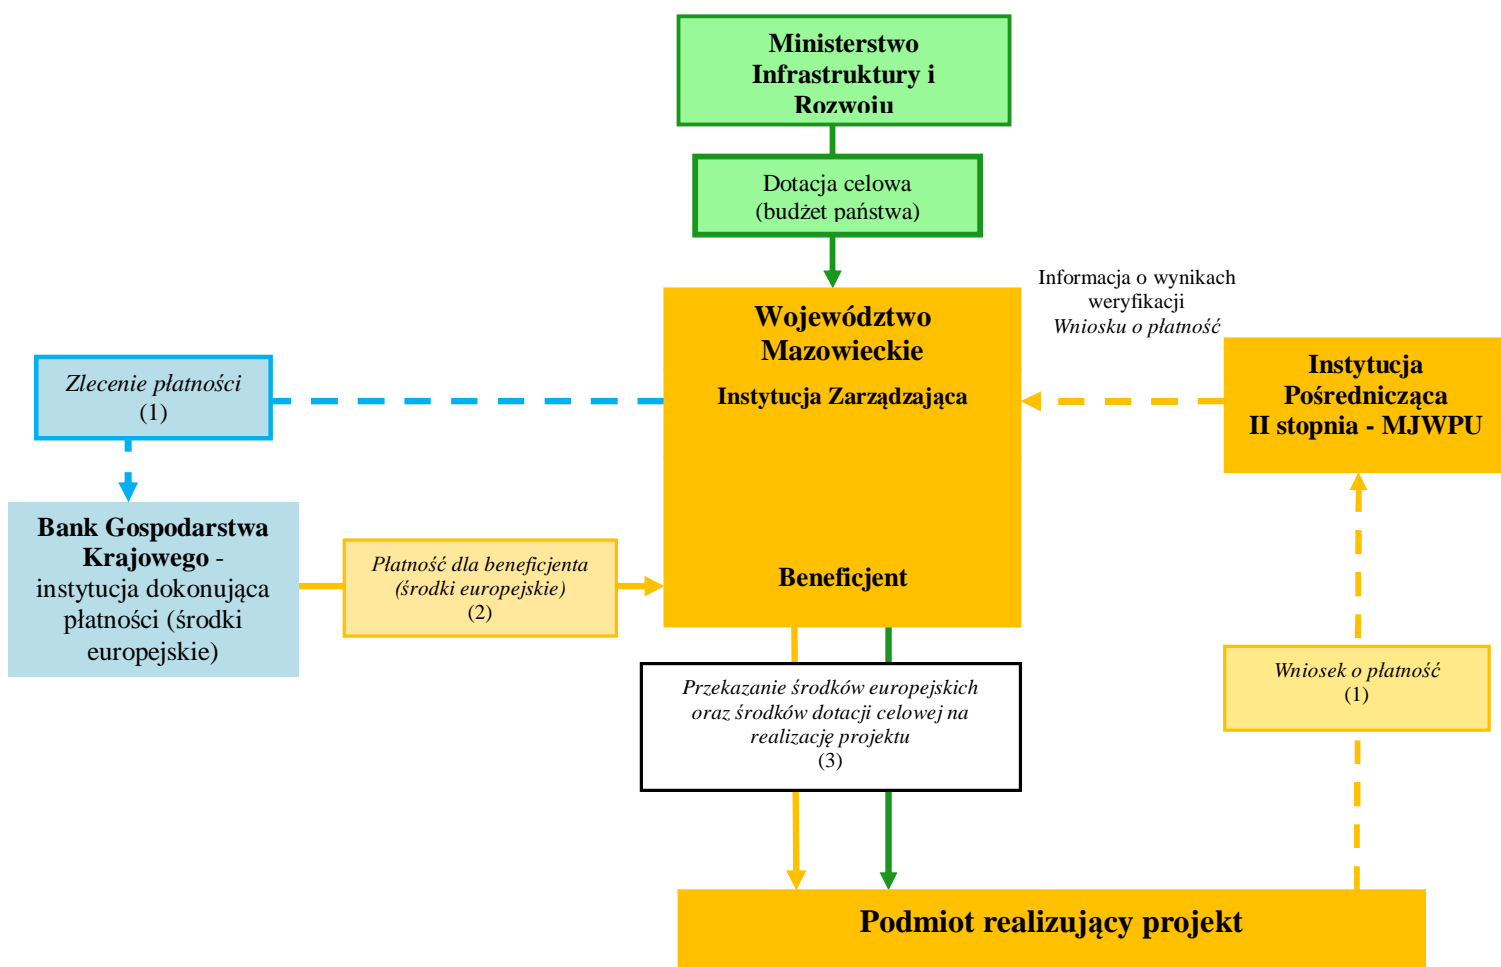 Ministerstwo
Infrastruktury i
Rozwoju
Dotacja celowa
(budżet państwa)
Informacja o wynikach
weryfikacji
Wniosku o płatność
Województwo
Mazowieckie
Instytucja Zarządzająca
Beneficjent
Zlecenie płatności
(1)
Instytucja
Pośrednicząca
II stopnia - MJWPU
Bank Gospodarstwa
Krajowego -
instytucja dokonująca
płatności (środki
europejskie)
Płatność dla beneficjenta
(środki europejskie)
(2)
Przekazanie środków europejskich
oraz środków dotacji celowej na
realizację projektu
(3)
Wniosek o płatność
(1)
Podmiot realizujący projekt